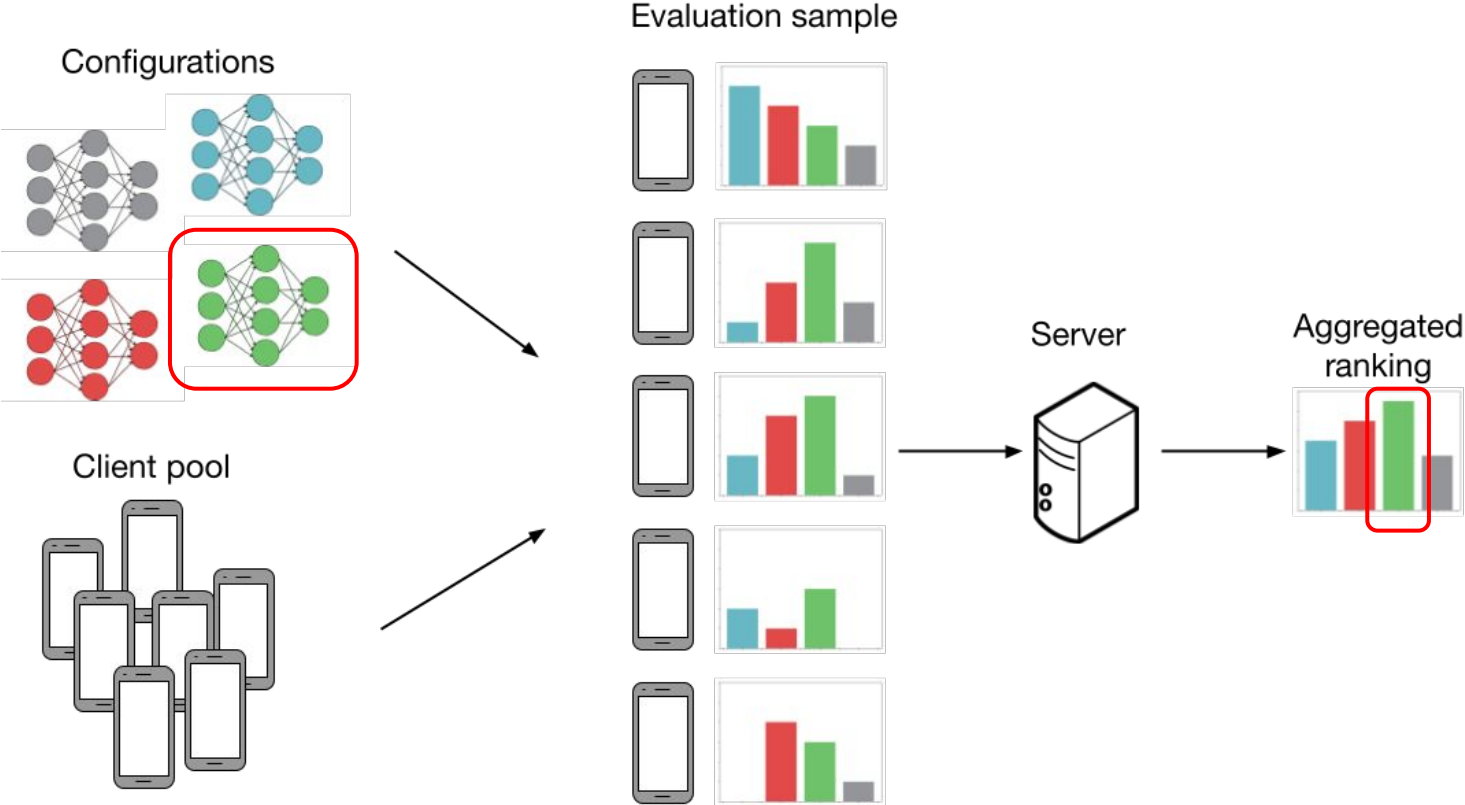 Evaluation sample
Configurations
Client pool
Server
Aggregated
ranking